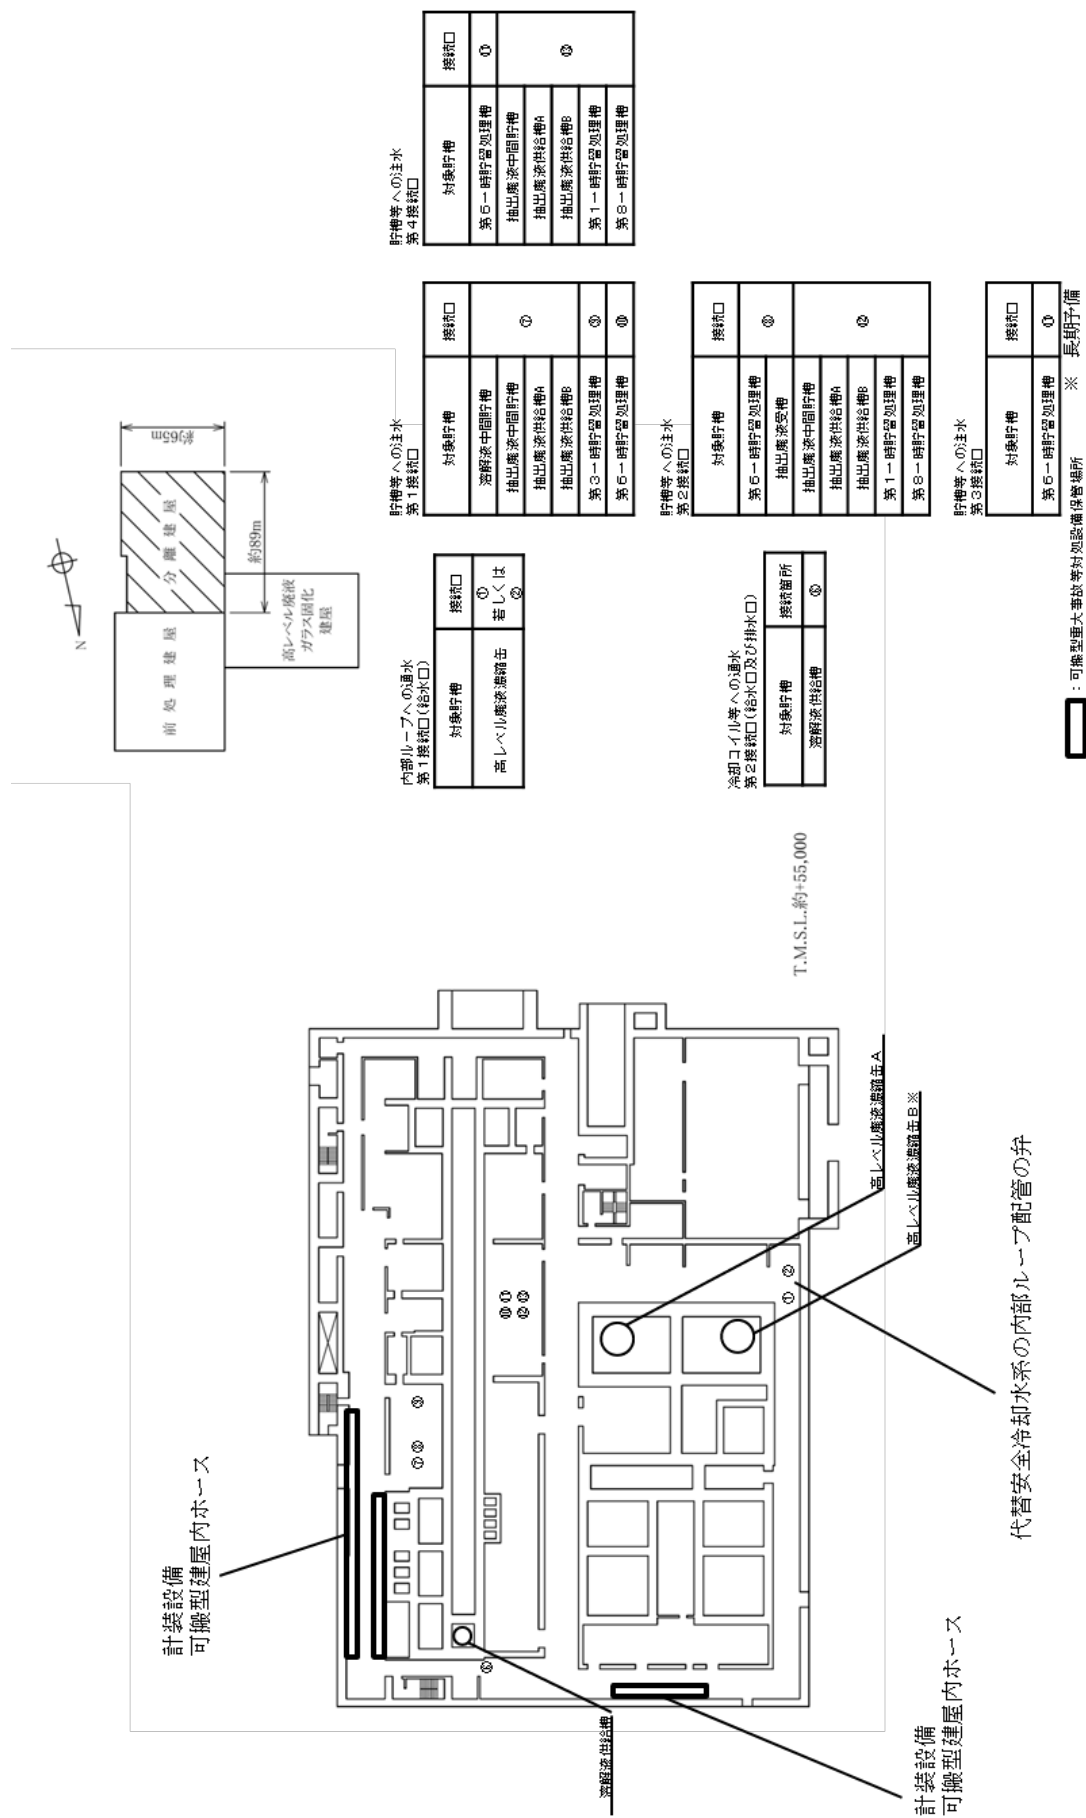 計装設備
可搬型建屋内ホース
溶解液供給槽
⑥
⑦ ⑧
⑨
⑩ ⑪
⑫ ⑬
① ②
計装設備
可搬型建屋内ホース
高レベル廃液濃縮缶A
高レベル廃液濃縮缶B※
代替安全冷却水系の内部ループ配管の弁
T.M.S.L.約+55,000
N
前処理建屋
分離建屋
高レベル廃液
ガラス固化
建屋
約89m
約65m
内部ループへの通水
第1接続口(給水口)
対象貯槽 接続口
高レベル廃液濃縮缶 ①
若しくは
②
冷却コイル等への通水
第2接続口(給水口及び排水口)
対象貯槽 接続箇所
溶解液供給槽 ⑥
貯槽等への注水
第1接続口
対象貯槽 接続口
溶解液中間貯槽 ⑦
抽出廃液中間貯槽
抽出廃液供給槽A
抽出廃液供給槽B
第3一時貯留処理槽 ⑨
第6一時貯留処理槽 ⑩
貯槽等への注水
第2接続口
対象貯槽 接続口
第6一時貯留処理槽 ⑧
抽出廃液受槽
抽出廃液中間貯槽 ⑫
抽出廃液供給槽A
抽出廃液供給槽B
第1一時貯留処理槽
第8一時貯留処理槽
貯槽等への注水
第3接続口
対象貯槽 接続口
第6一時貯留処理槽 ⑪
貯槽等への注水
第4接続口
対象貯槽 接続口
第6一時貯留処理槽 ⑪
抽出廃液中間貯槽 ⑬
抽出廃液供給槽A
抽出廃液供給槽B
第1一時貯留処理槽
第8一時貯留処理槽
：可搬型重大事故等対処設備保管場所 ※ 長期予備